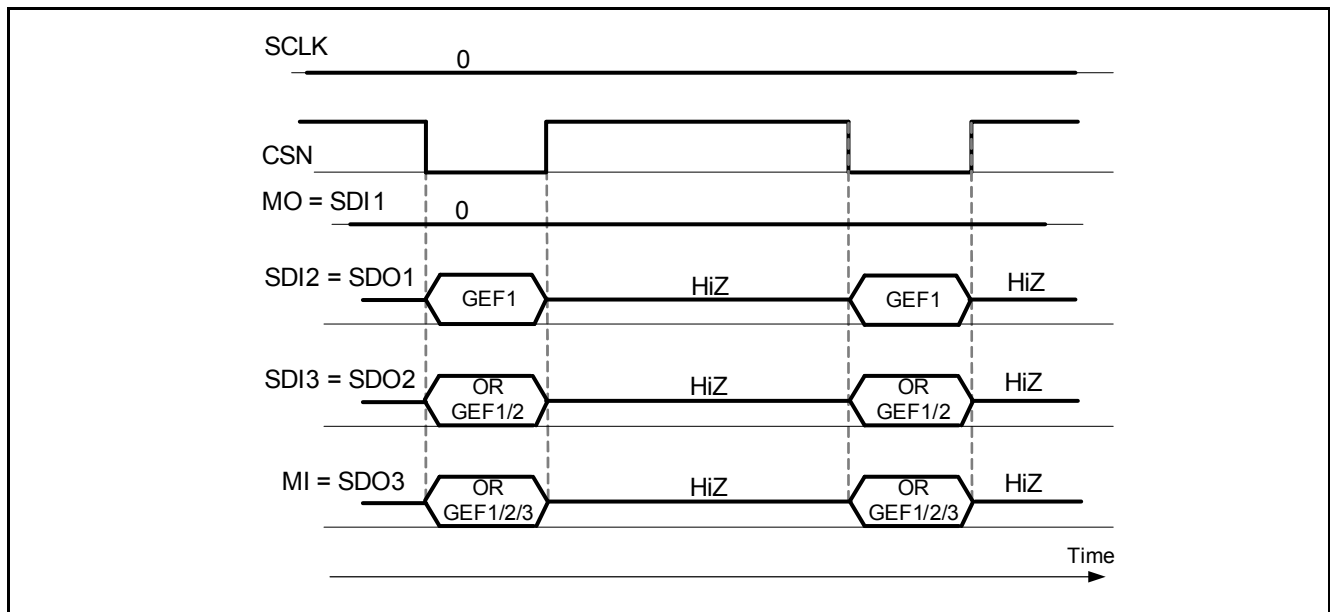 SCLK
0
CSN
MO = SDI1
0
SDI2 = SDO1
GEF1
HiZ
GEF1
HiZ
SDI3 = SDO2
OR
GEF1/2
HiZ
OR
GEF1/2
HiZ
MI = SDO3
OR
GEF1/2/3
HiZ
OR
GEF1/2/3
HiZ
Time